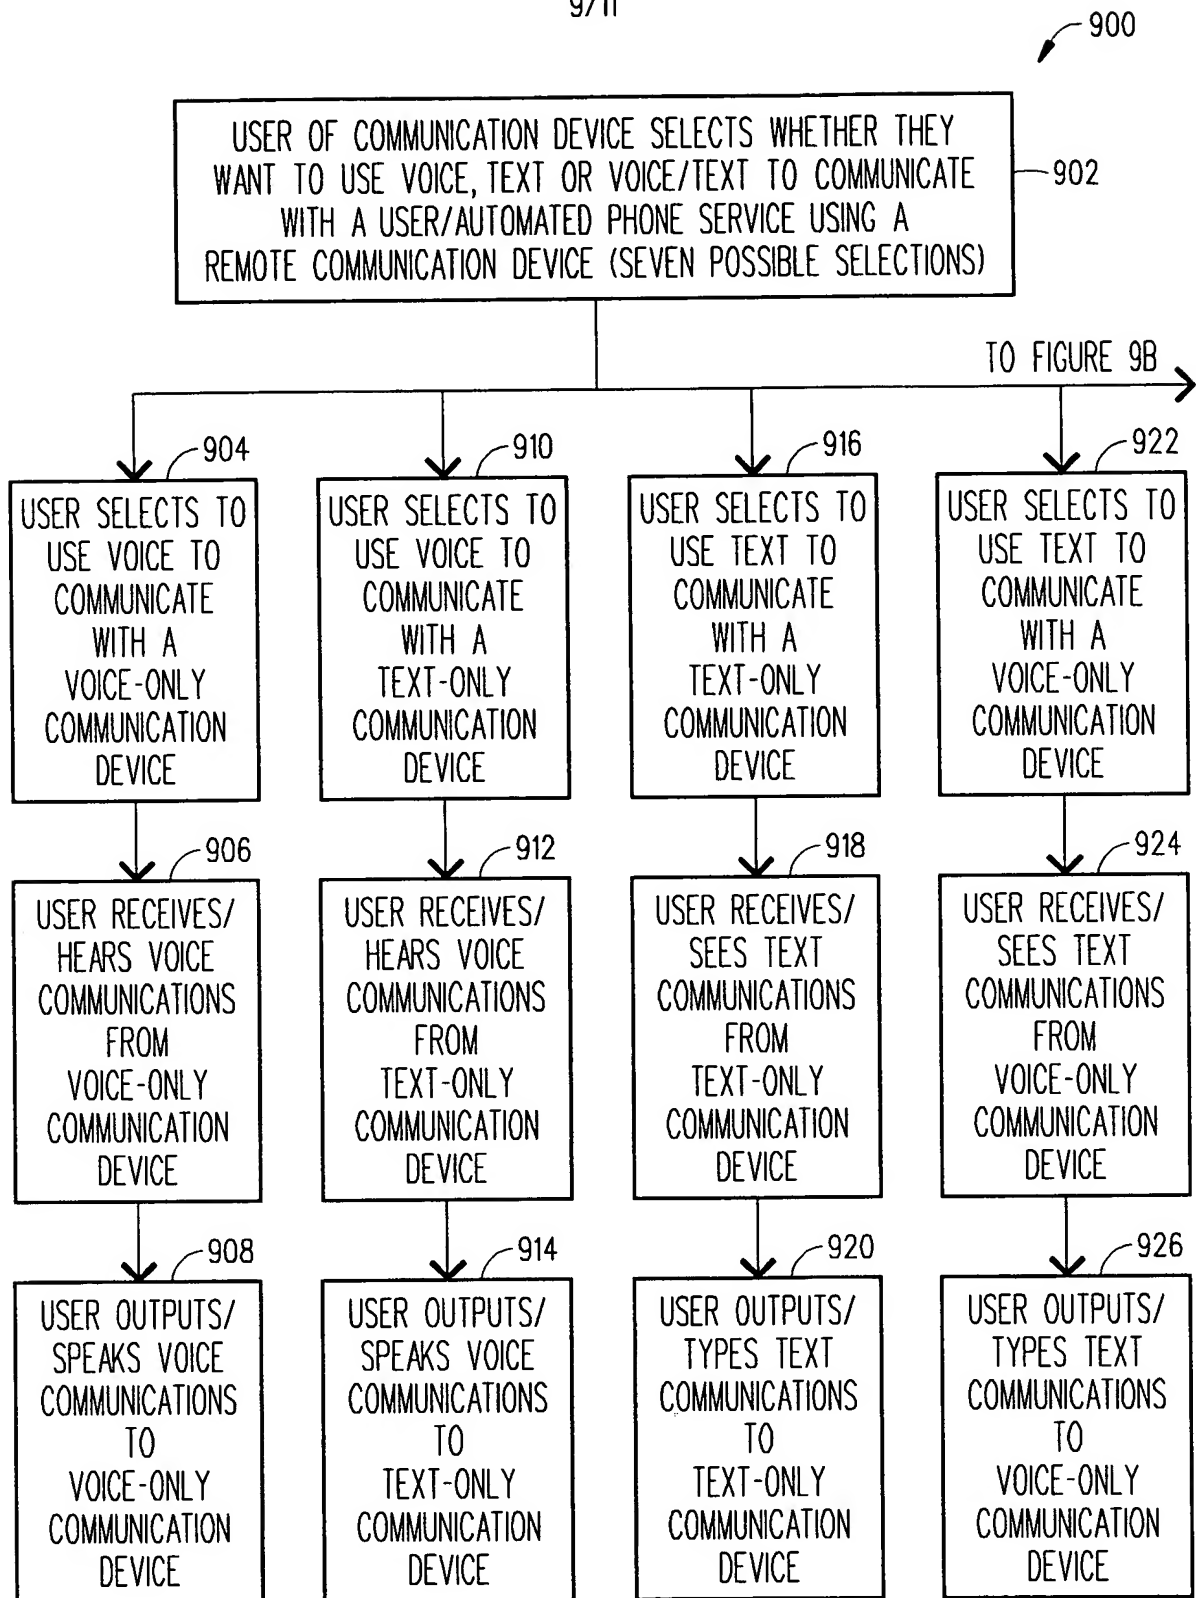 9/11
900
USER OF COMMUNICATION DEVICE SELECTS WHETHER THEY
WANT TO USE VOICE, TEXT OR VOICE/TEXT TO COMMUNICATE
WITH A USER/AUTOMATED PHONE SERVICE USING A
REMOTE COMMUNICATION DEVICE (SEVEN POSSIBLE SELECTIONS)
902
TO FIGURE 9B
904
USER SELECTS TO
USE VOICE TO
COMMUNICATE
WITH A
VOICE-ONLY
COMMUNICATION
DEVICE
910
USER SELECTS TO
USE VOICE TO
COMMUNICATE
WITH A
TEXT-ONLY
COMMUNICATION
DEVICE
916
USER SELECTS TO
USE TEXT TO
COMMUNICATE
WITH A
TEXT-ONLY
COMMUNICATION
DEVICE
922
USER SELECTS TO
USE TEXT TO
COMMUNICATE
WITH A
VOICE-ONLY
COMMUNICATION
DEVICE
906
USER RECEIVES/
HEARS VOICE
COMMUNICATIONS
FROM
VOICE-ONLY
COMMUNICATION
DEVICE
912
USER RECEIVES/
HEARS VOICE
COMMUNICATIONS
FROM
TEXT-ONLY
COMMUNICATION
DEVICE
918
USER RECEIVES/
SEES TEXT
COMMUNICATIONS
FROM
TEXT-ONLY
COMMUNICATION
DEVICE
924
USER RECEIVES/
SEES TEXT
COMMUNICATIONS
FROM
VOICE-ONLY
COMMUNICATION
DEVICE
908
USER OUTPUTS/
SPEAKS VOICE
COMMUNICATIONS
TO
VOICE-ONLY
COMMUNICATION
DEVICE
914
USER OUTPUTS/
SPEAKS VOICE
COMMUNICATIONS
TO
TEXT-ONLY
COMMUNICATION
DEVICE
920
USER OUTPUTS/
TYPES TEXT
COMMUNICATIONS
TO
TEXT-ONLY
COMMUNICATION
DEVICE
926
USER OUTPUTS/
TYPES TEXT
COMMUNICATIONS
TO
VOICE-ONLY
COMMUNICATION
DEVICE